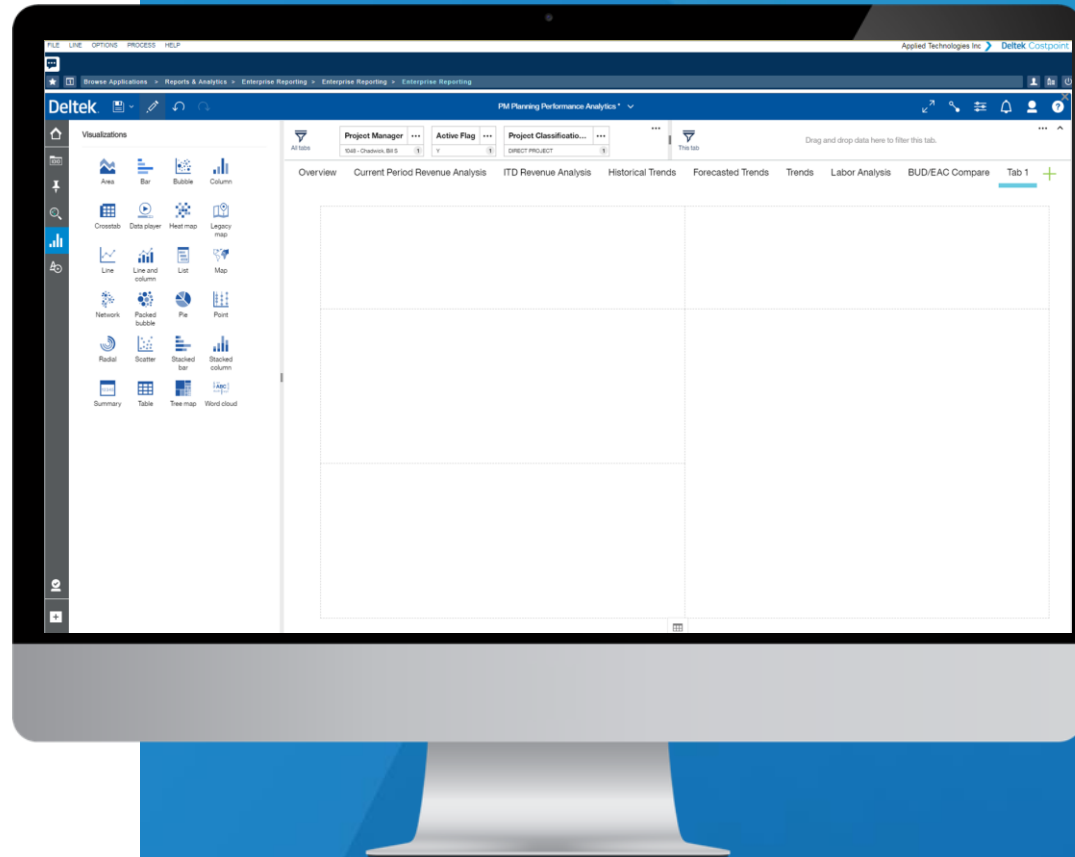 FILE LINE OPTIONS PROCESS HELP
Applied Technologies Inc Deltek Costpoint
Browse Applications > Reports & Analytics > Enterprise Reporting > Enterprise Reporting > Enterprise Reporting
Deltek
PM Planning Performance Analytics *
Visualizations
All tabs
Project Manager ...
1048 - Chadwick, Bill S 1
Active Flag ...
Y 1
Project Classificatio... ...
DIRECT PROJECT 1
This tab
Drag and drop data here to filter this tab.
Overview Current Period Revenue Analysis ITD Revenue Analysis Historical Trends Forecasted Trends Trends Labor Analysis BUD/EAC Compare Tab 1
Area Bar Bubble Column
Crosstab Data player Heat map Legacy
map
Line Line and
column List Map
Network Packed
bubble Pie Point
Radial Scatter Stacked
bar Stacked
column
Summary Table Tree map Word cloud